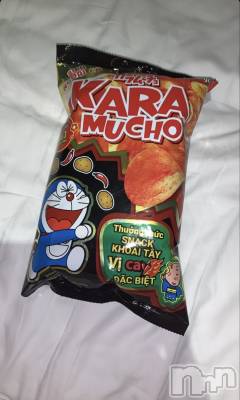 KARA
MUCHO
Thưởng thức
SNACK
KHOAI TÂY
Vị cay
ĐẶC BIỆT